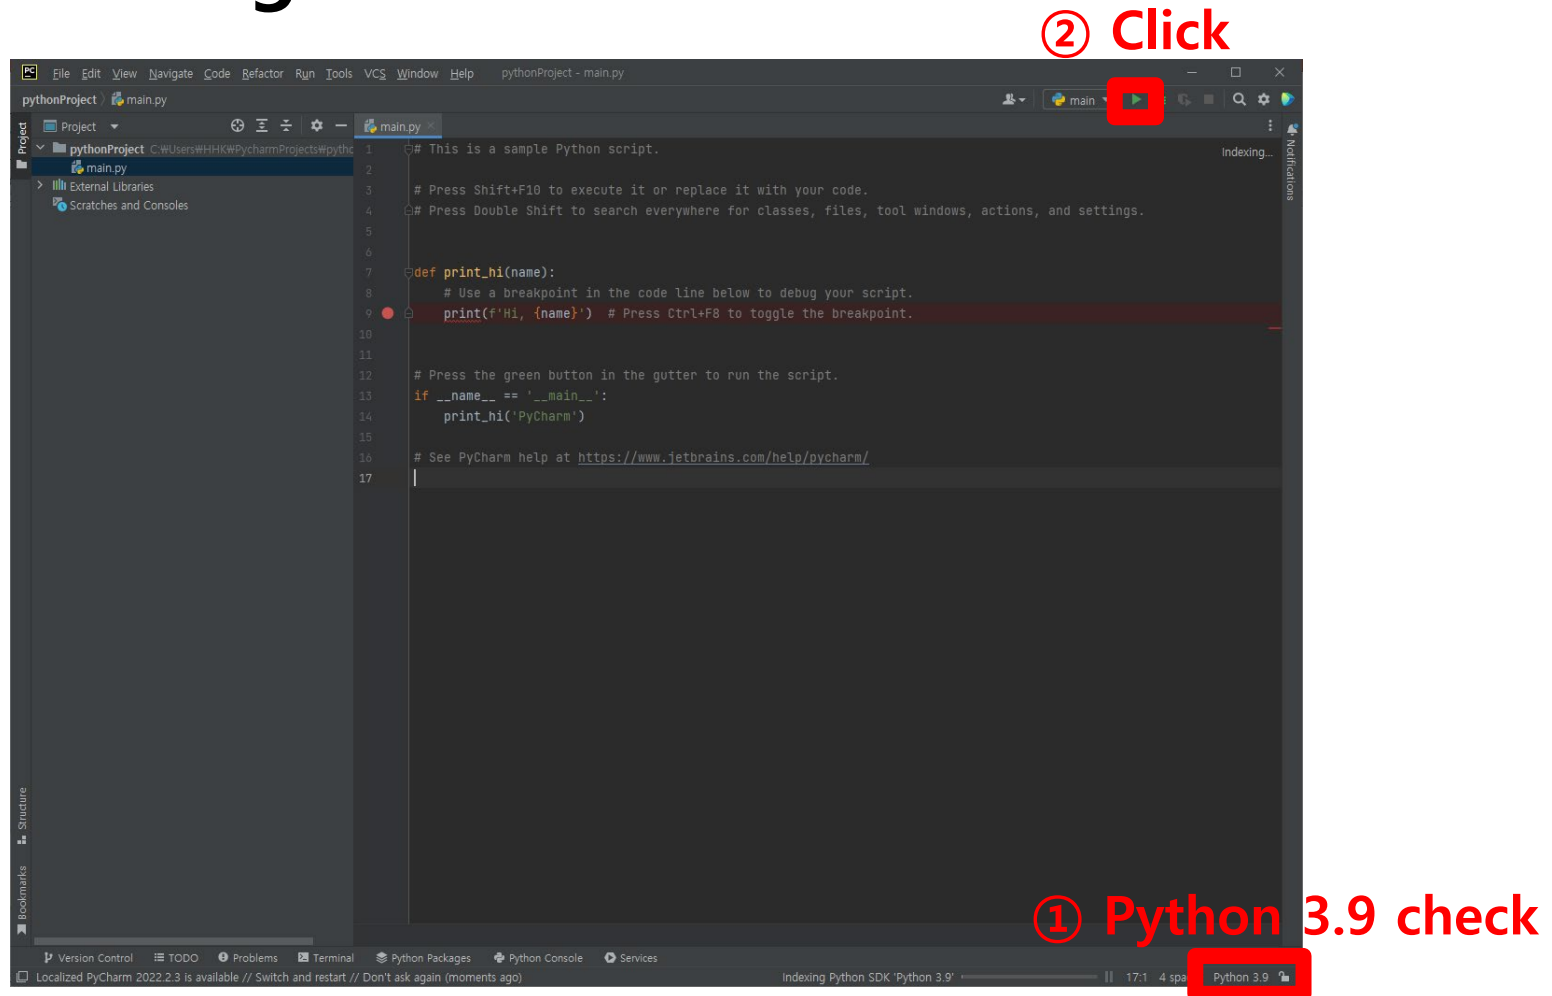 ② Click
PC File Edit View Navigate Code Refactor Run Tools VCS Window Help pythonProject - main.py
pythonProject main.py
main
Project
Project
main.py
Notifications
pythonProject C:₩Users₩HHK₩PycharmProjects₩pytho
main.py
External Libraries
Scratches and Consoles
Indexing...
1 # This is a sample Python script.
2
3 # Press Shift+F10 to execute it or replace it with your code.
4 # Press Double Shift to search everywhere for classes, files, tool windows, actions, and settings.
5
6
7 def print_hi(name):
8 # Use a breakpoint in the code line below to debug your script.
9 print(f'Hi, {name}') # Press Ctrl+F8 to toggle the breakpoint.
10
11
12 # Press the green button in the gutter to run the script.
13 if __name__ == '__main__':
14 print_hi('PyCharm')
15
16 # See PyCharm help at https://www.jetbrains.com/help/pycharm/
17
Structure
Bookmarks
① Python 3.9 check
Version Control TODO Problems Terminal Python Packages Python Console Services
Localized PyCharm 2022.2.3 is available // Switch and restart // Don't ask again (moments ago) Indexing Python SDK 'Python 3.9' 17:1 4 spa Python 3.9